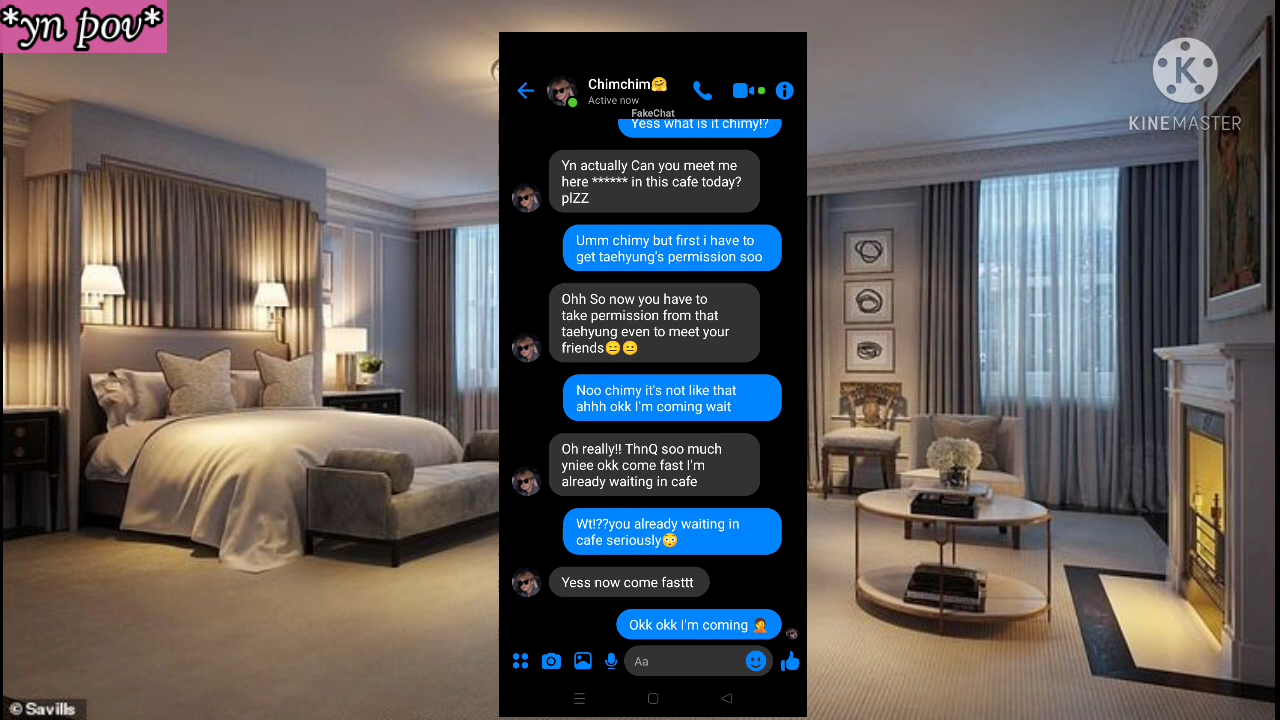 *yn pov*
KINEMASTER
Chimchim🤗
Active now
FakeChat
Yess what is it chimy!?
Yn actually Can you meet me
here ****** in this cafe today?
plZZ
Umm chimy but first i have to
get taehyung's permission soo
Ohh So now you have to
take permission from that
taehyung even to meet your
friends😑😐
Noo chimy it's not like that
ahhh okk I'm coming wait
Oh really!! ThnQ soo much
yniee okk come fast I'm
already waiting in cafe
Wt!??you already waiting in
cafe seriously😳
Yess now come fasttt
Okk okk I'm coming 🤦
Aa
© Savills